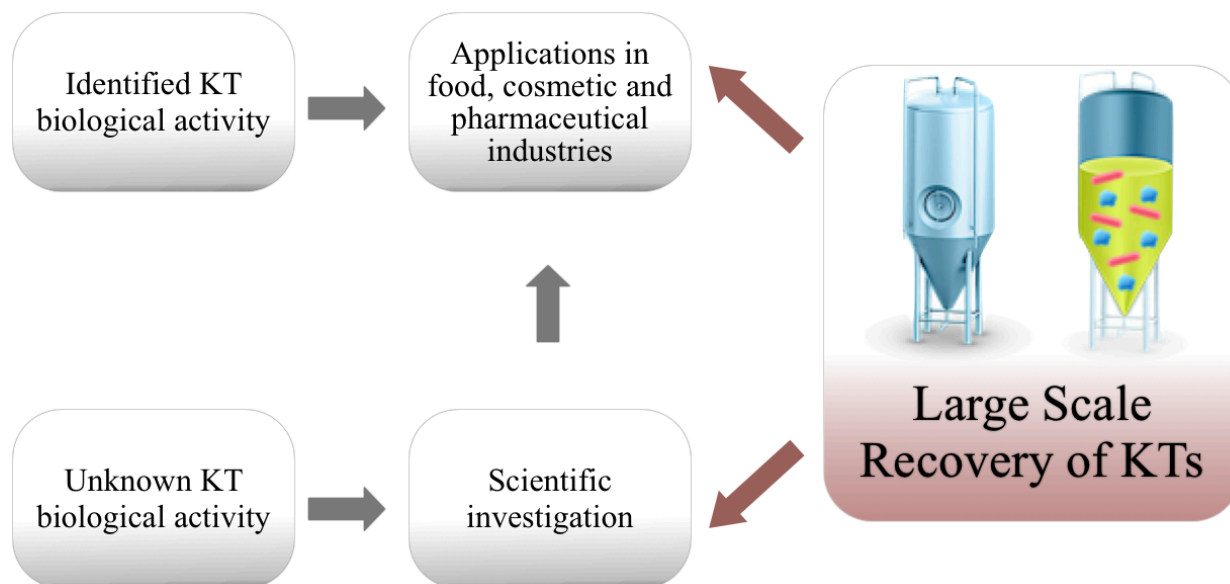 Identified KT
biological activity
Applications in
food, cosmetic and
pharmaceutical
industries
Large Scale
Recovery of KTs
Unknown KT
biological activity
Scientific
investigation